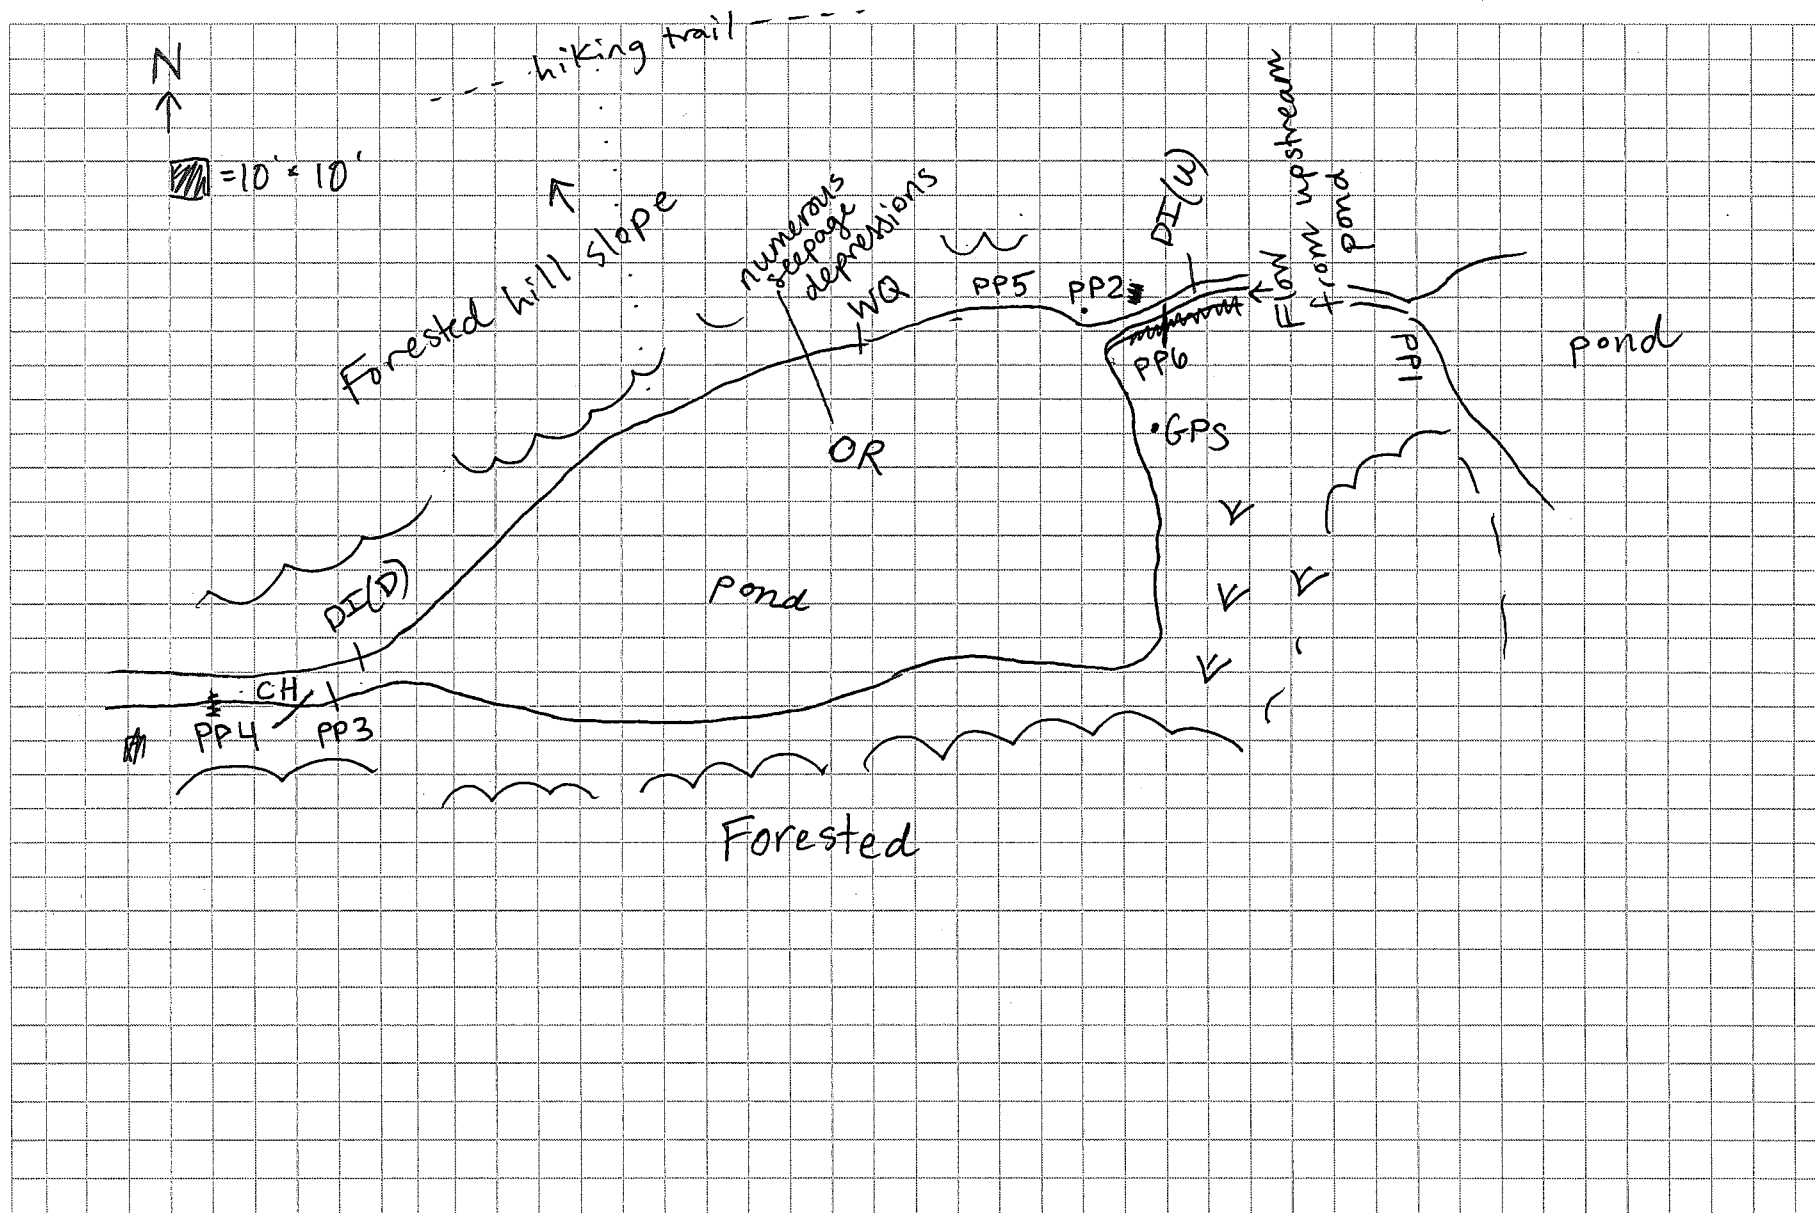 --- hiking trail ----
N
= 10' × 10'
Forested hill slope
numerous
seepage
depressions
WQ
PP5
PP2
DI(U)
Flow
from upstream
pond
PP6
PP1
pond
GPS
OR
DI(D)
pond
CH
PP4
PP3
Forested